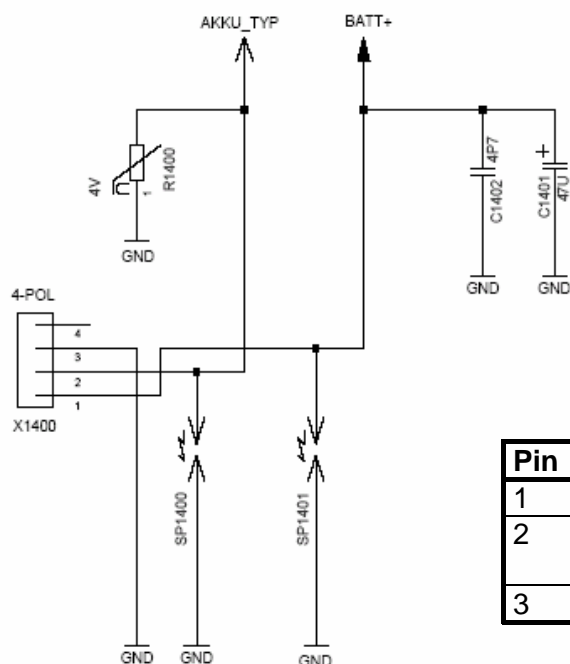 AKKU_TYP
BATT+
4V
1
R1400
GND
4P7
C1402
GND
+
C1401
47U
GND
4-POL
4
3
2
1
X1400
SP1400
SP1401
GND
GND
GND
Pin
1
2
3